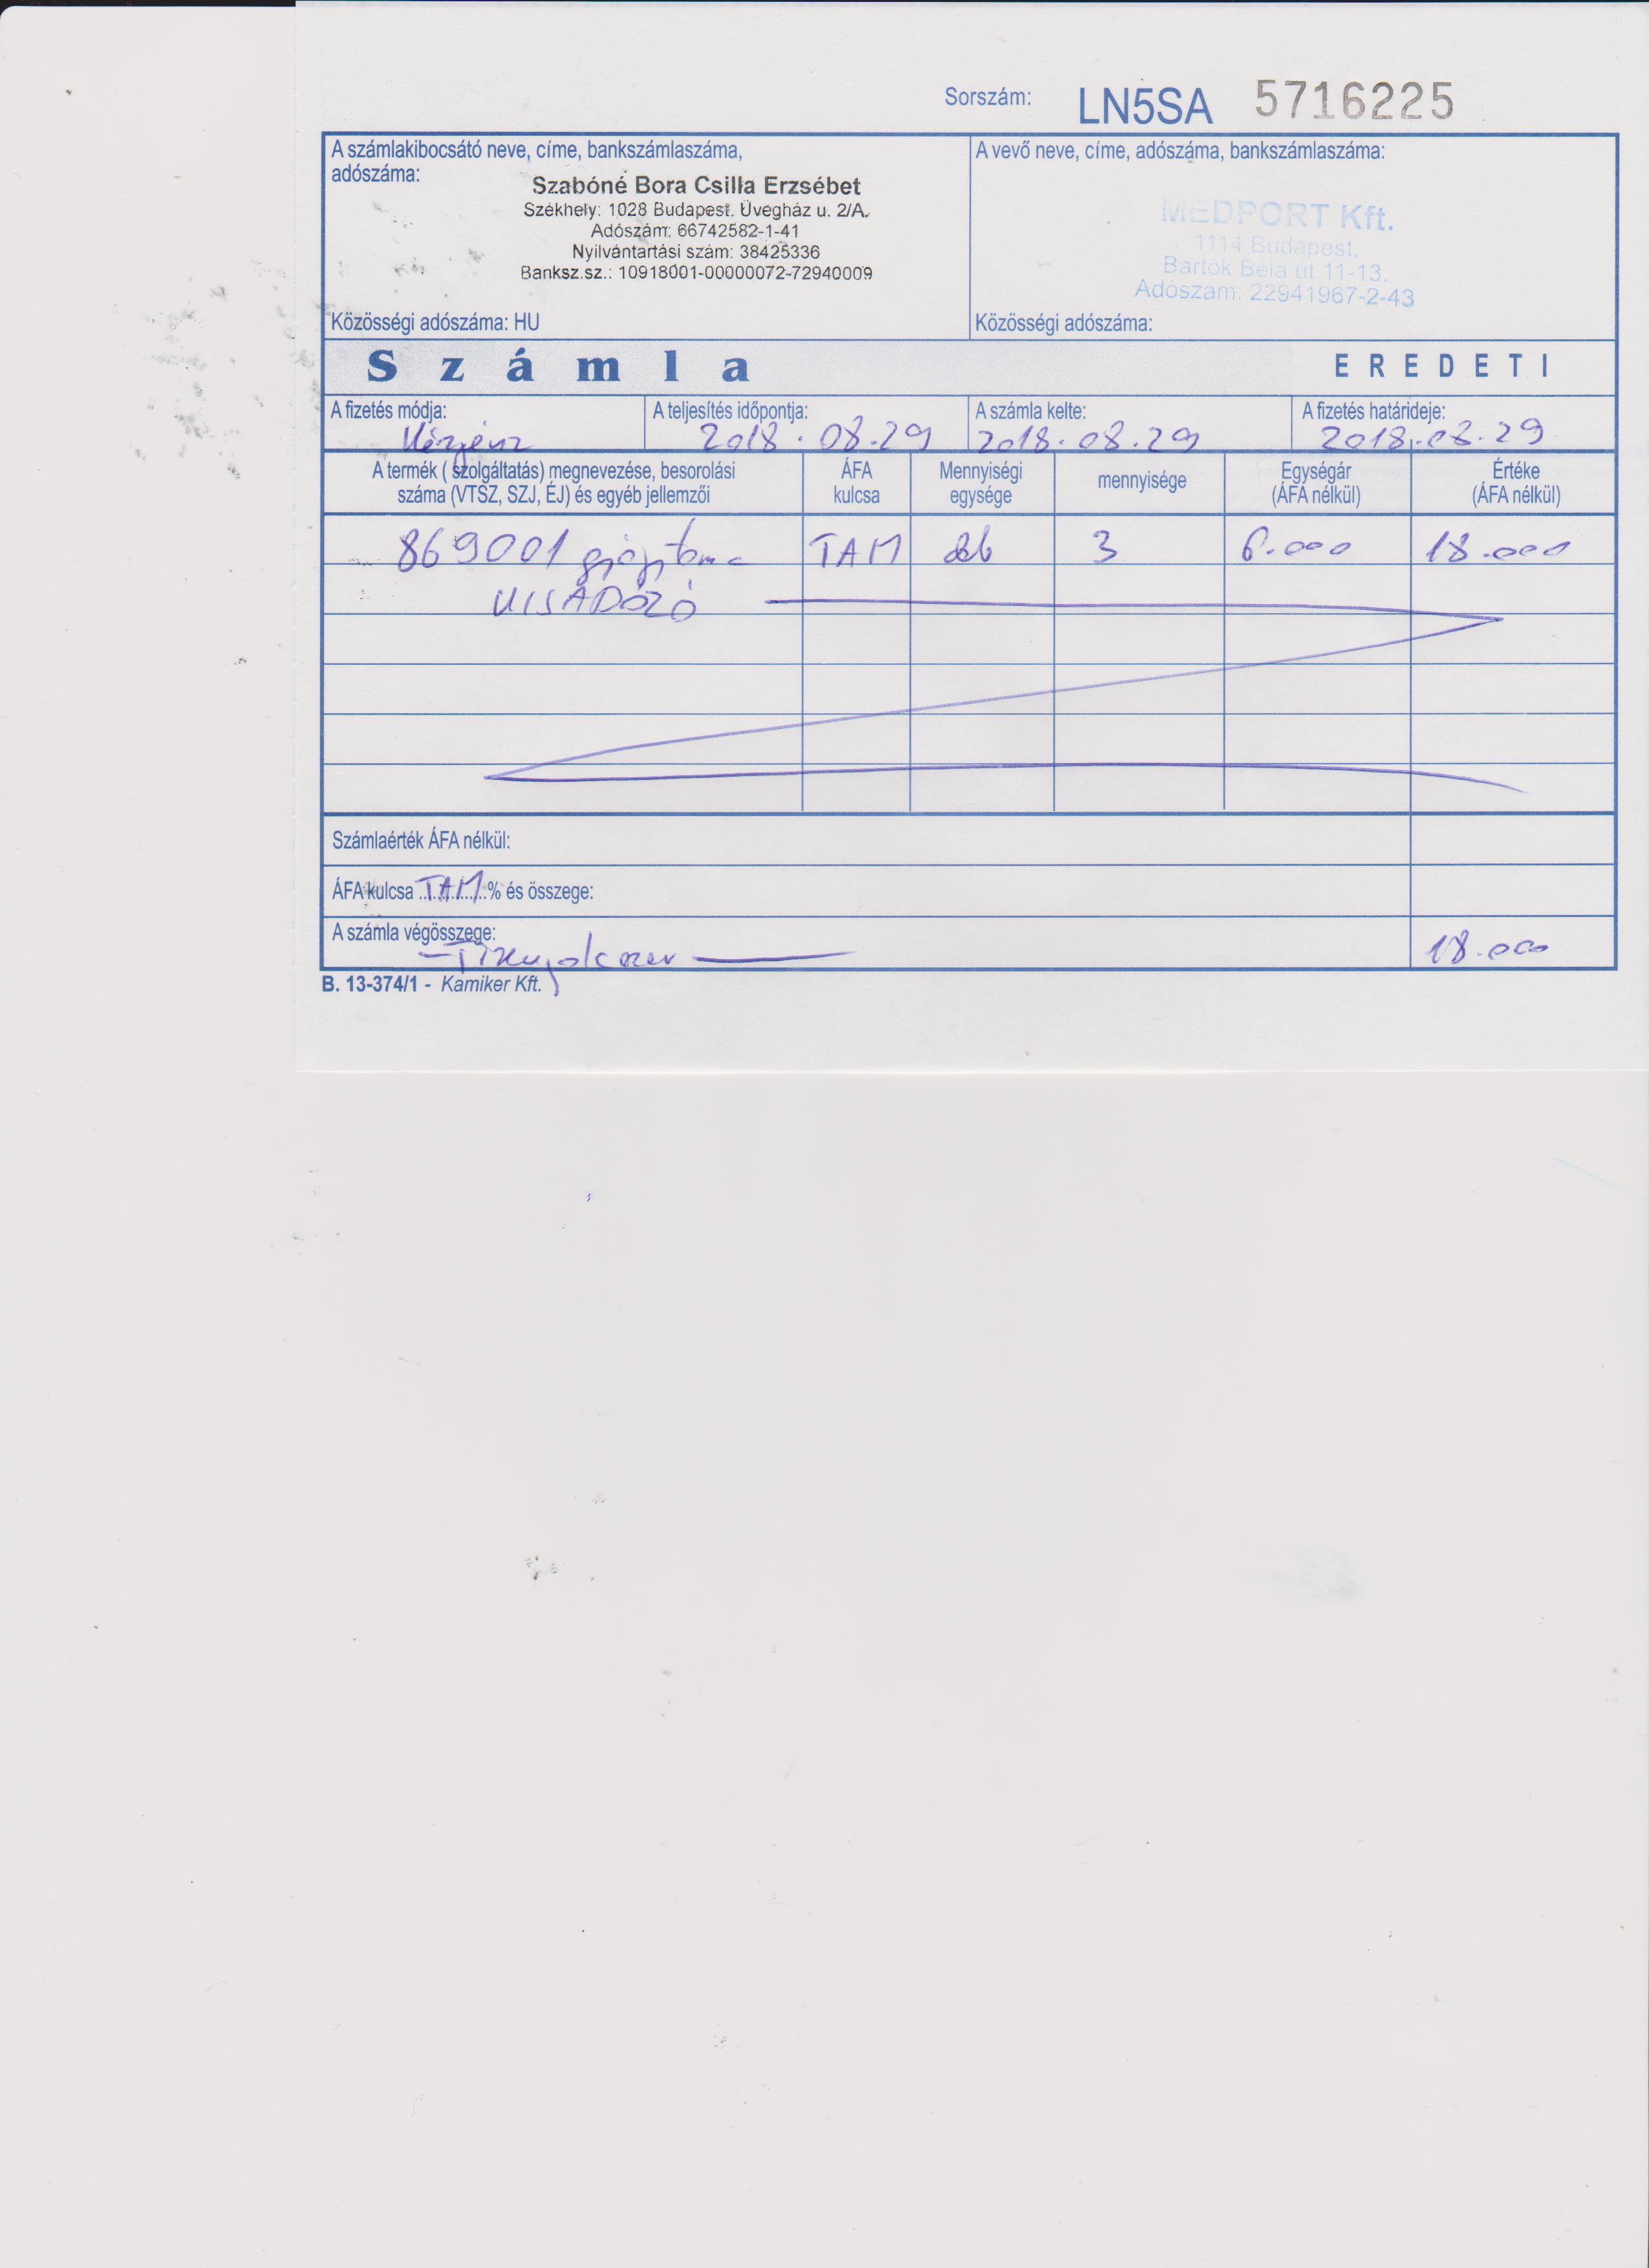 Sorszám: LN5SA 5716225
A számlakibocsátó neve, címe, bankszámlaszáma,
adószáma:
Szabóné Bora Csilla Erzsébet
Székhely: 1028 Budapest, Üvegház u. 2/A.
Adószám: 66742582-1-41
Nyilvántartási szám: 38425336
Banksz.sz.: 10918001-00000072-72940009
Közösségi adószáma: HU
A vevő neve, címe, adószáma, bankszámlaszáma:
MEDPORT Kft.
1114 Budapest,
Bartók Béla út 11-13.
Adószám: 22941967-2-43
Közösségi adószáma:
Számla EREDETI
A fizetés módja:
Készpénz
A teljesítés időpontja:
2018.08.29
A számla kelte:
2018.08.29
A fizetés határideje:
2018.08.29
A termék ( szolgáltatás) megnevezése, besorolási
száma (VTSZ, SZJ, ÉJ) és egyéb jellemzői
ÁFA
kulcsa
Mennyiségi
egysége
mennyisége
Egységár
(ÁFA nélkül)
Értéke
(ÁFA nélkül)
869001 TAM db 3 6.000 18.000
KISADÓZÓ
Számlaérték ÁFA nélkül:
ÁFA kulcsa TAM % és összege:
A számla végösszege:
18.000
B. 13-374/1 - Kamiker Kft.